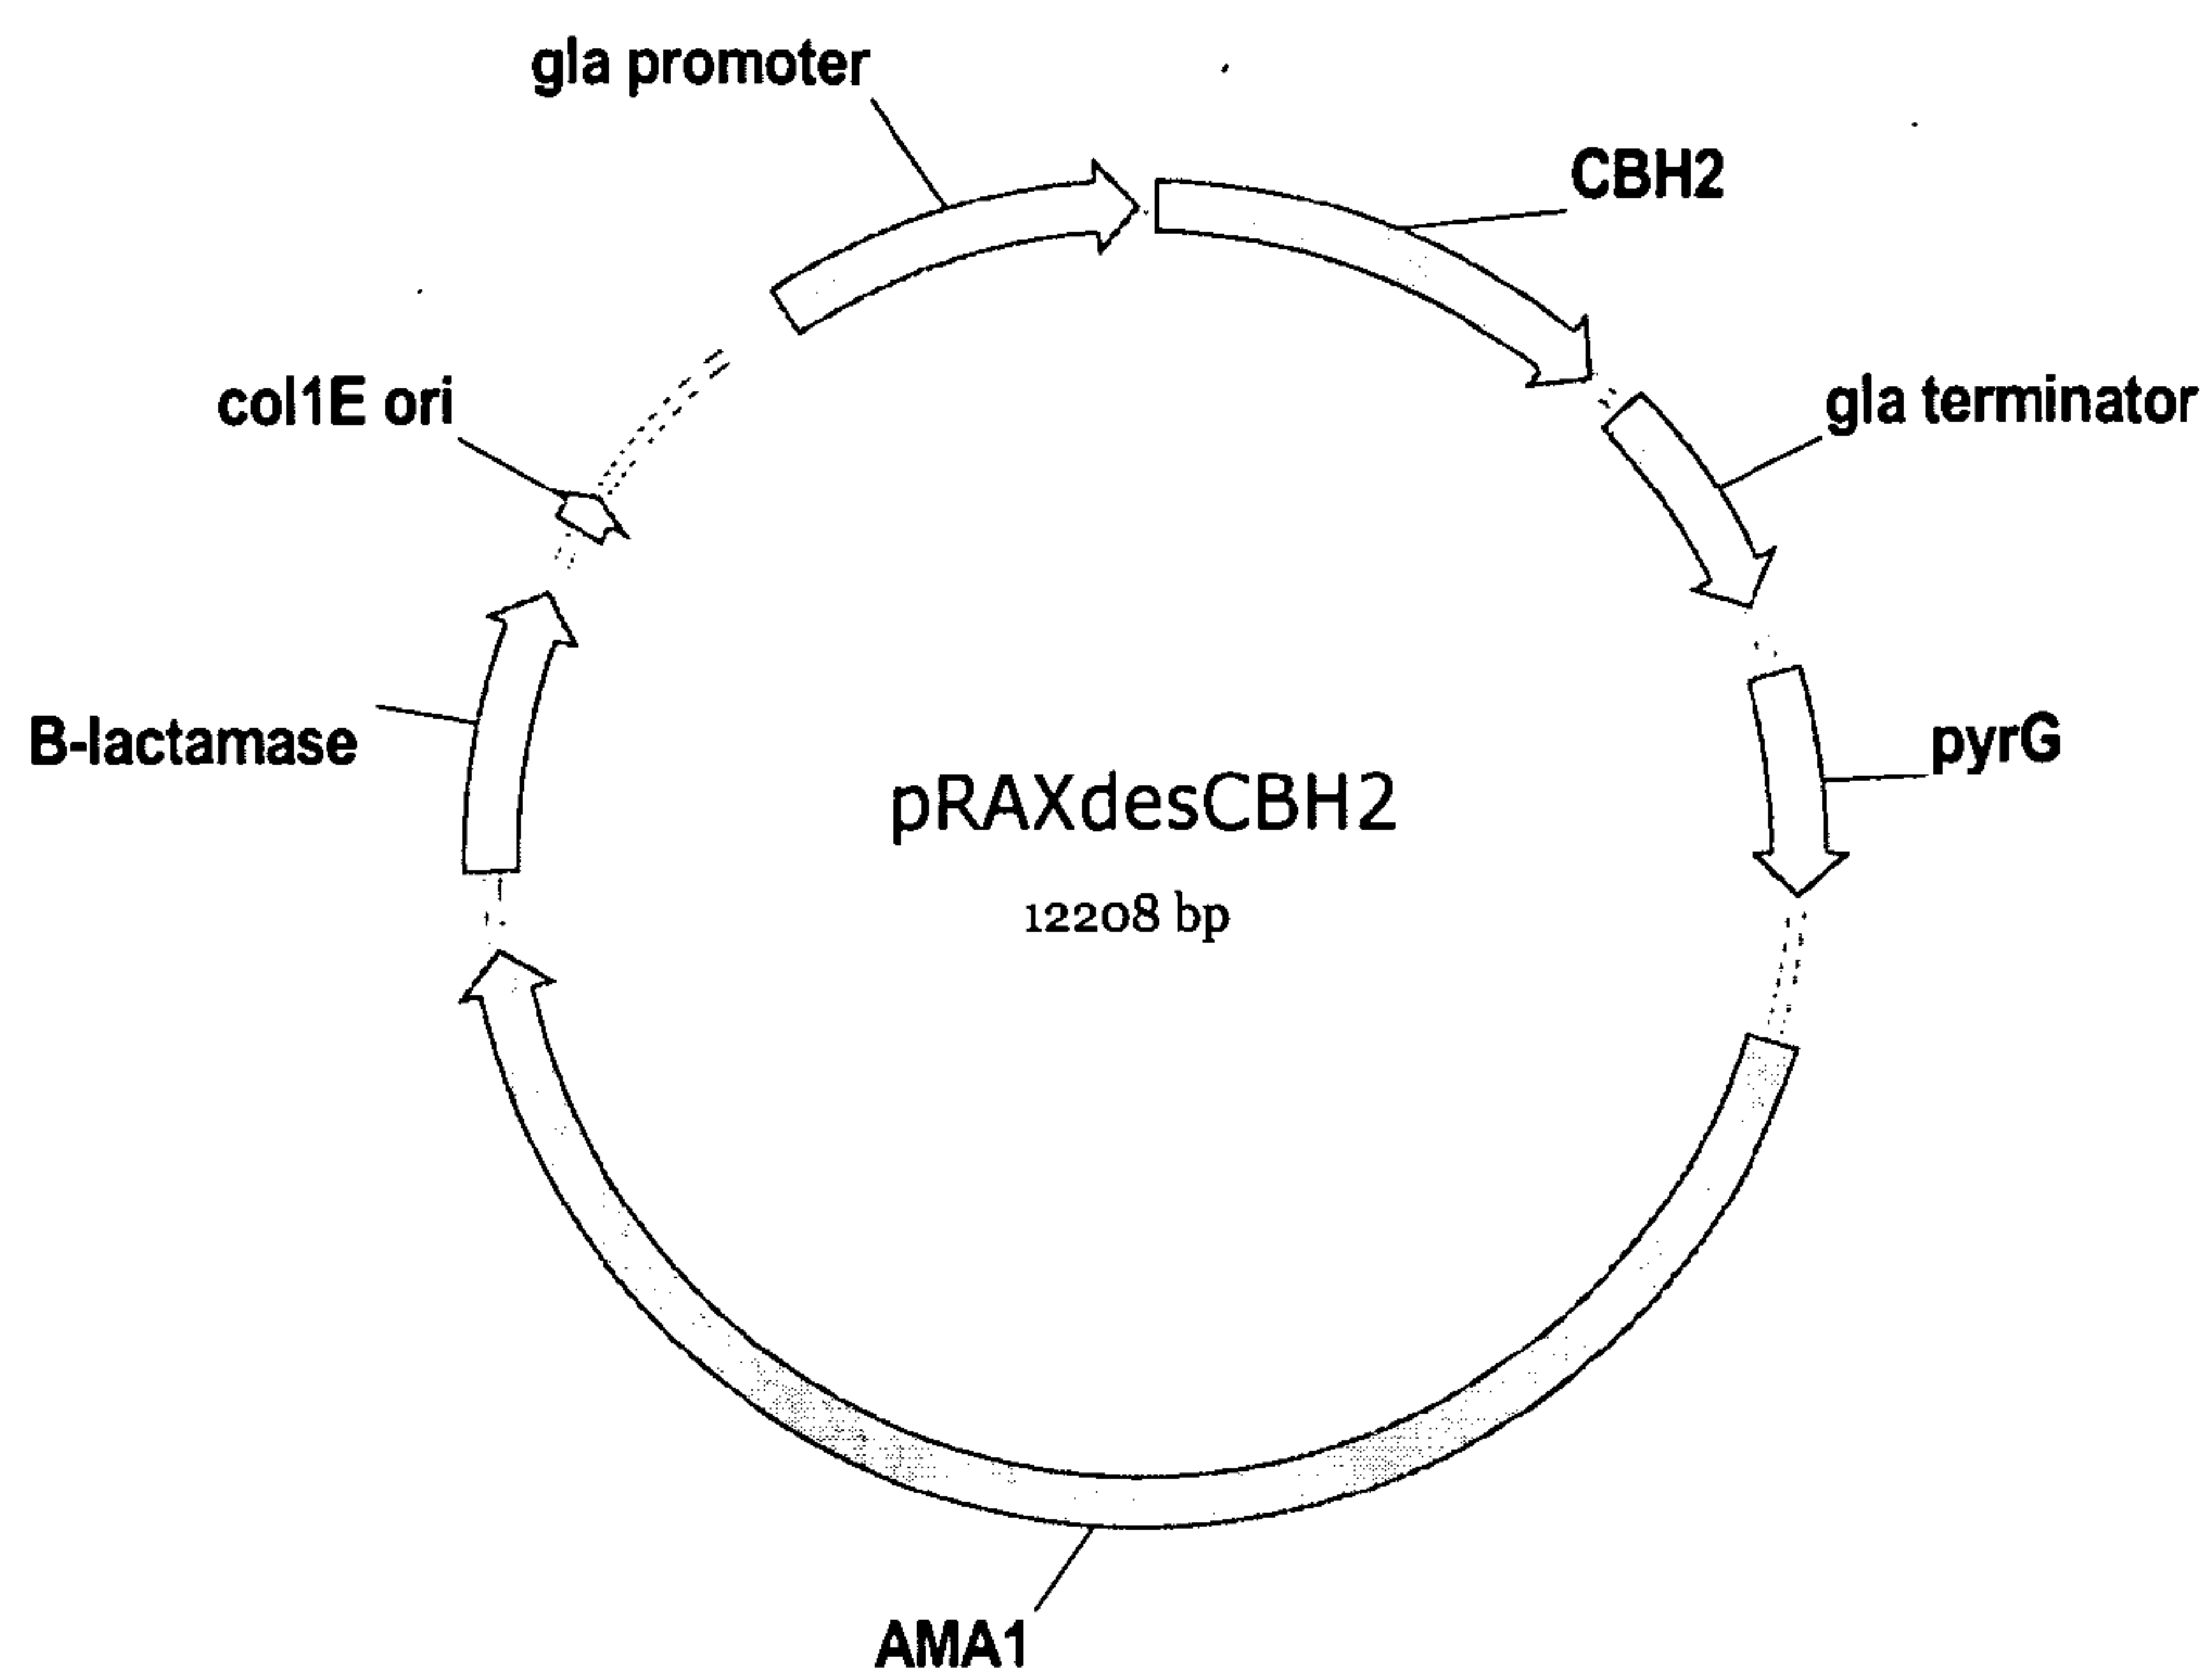 gla promoter
CBH2
col1E ori
gla terminator
B-lactamase
pyrG
pRAXdesCBH2
12208 bp
AMA1